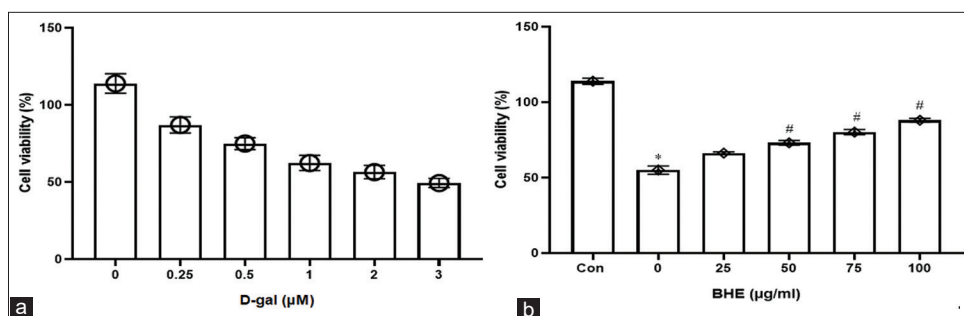 150
100
50
0
Cell viability (%)
0 0.25 0.5 1 2 3
D-gal (µM)
a
150
100
50
0
Cell viability (%)
*
#
#
#
Con 0 25 50 75 100
BHE (µg/ml)
b